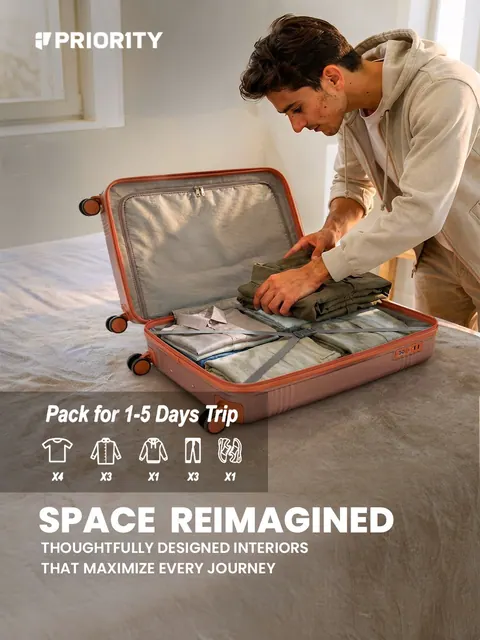 PRIOR1TY
Pack for 1-5 Days Trip
X4 X3 X1 X3 X1
SPACE REIMAGINED
THOUGHTFULLY DESIGNED INTERIORS
THAT MAXIMIZE EVERY JOURNEY